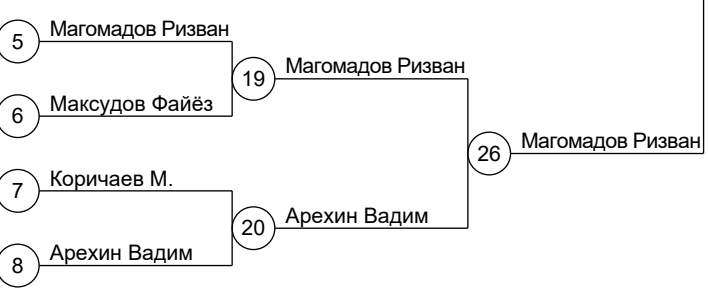 5 Магомадов Ризван
19 Магомадов Ризван
6 Максудов Файёз
26 Магомадов Ризван
7 Коричаев М.
20 Арехин Вадим
8 Арехин Вадим